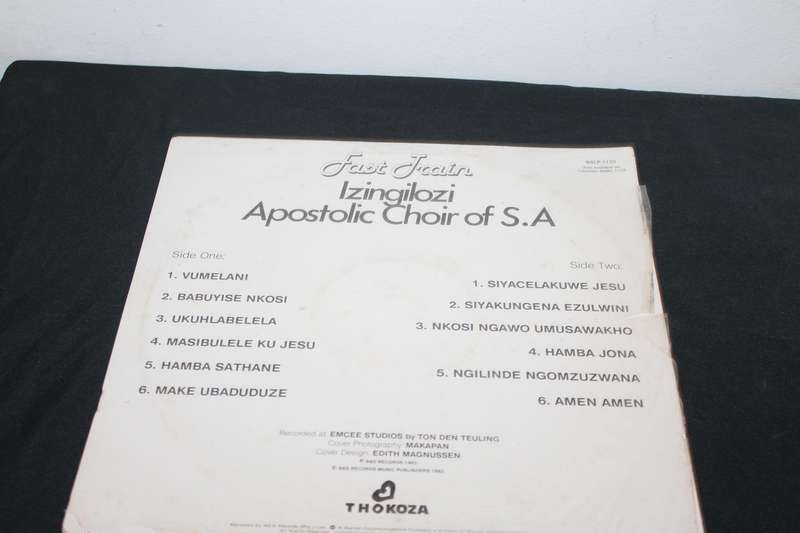 Fast Train
Izingilozi
Apostolic Choir of S.A
Side One:
1. VUMELANI
2. BABUYISE NKOSI
3. UKUHLABELELA
4. MASIBULELE KU JESU
5. HAMBA SATHANE
6. MAKE UBADUDUZE
Side Two:
1. SIYACELAKUWE JESU
2. SIYAKUNGENA EZULWINI
3. NKOSI NGAWO UMUSAWAKHO
4. HAMBA JONA
5. NGILINDE NGOMZUZWANA
6. AMEN AMEN
Recorded at EMCEE STUDIOS by TON DEN TEULING
Cover Photography: MAKAPAN
Cover Design: EDITH MAGNUSSEN
THOKOZA